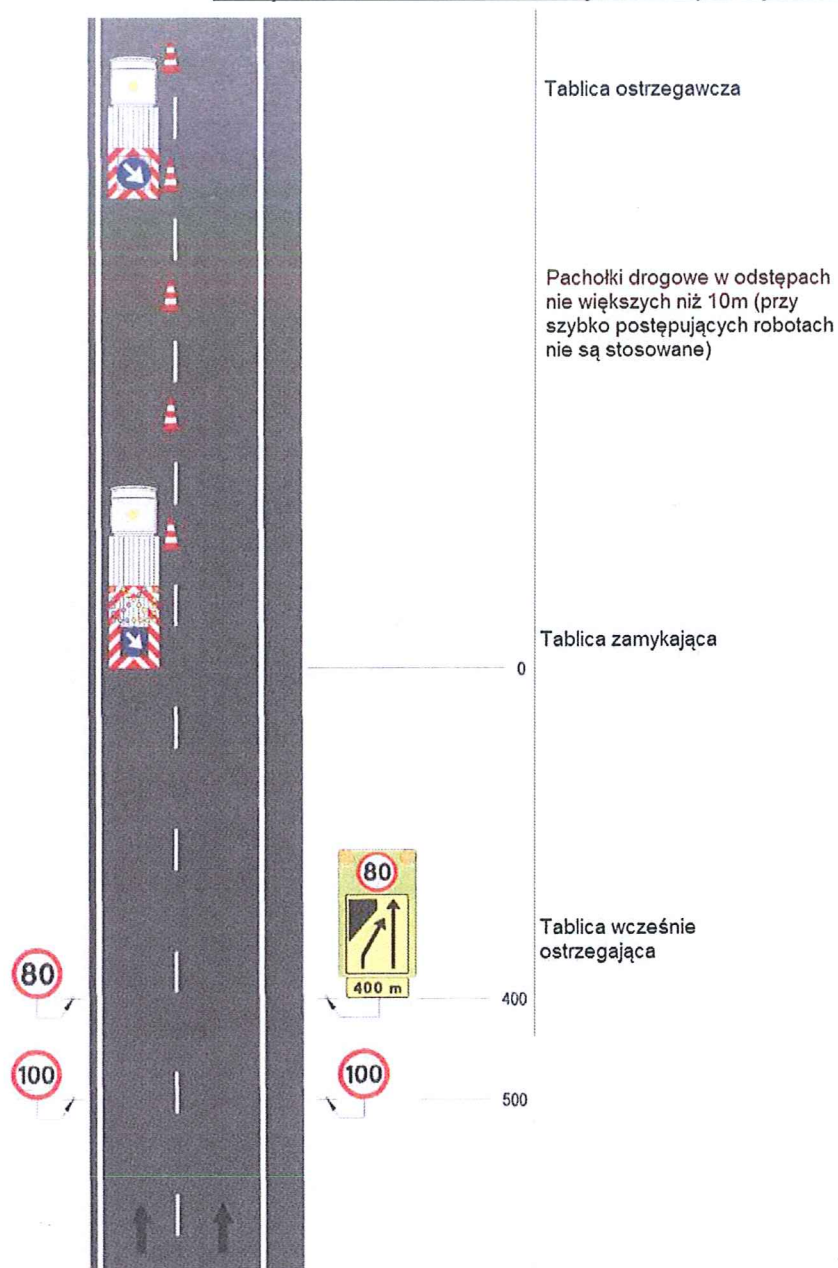 Tablica ostrzegawcza
Pachołki drogowe w odstępach
nie większych niż 10m (przy
szybko postępujących robotach
nie są stosowane)
Tablica zamykająca
0
80
Tablica wcześnie
ostrzegająca
80
400 m
400
100
100
500